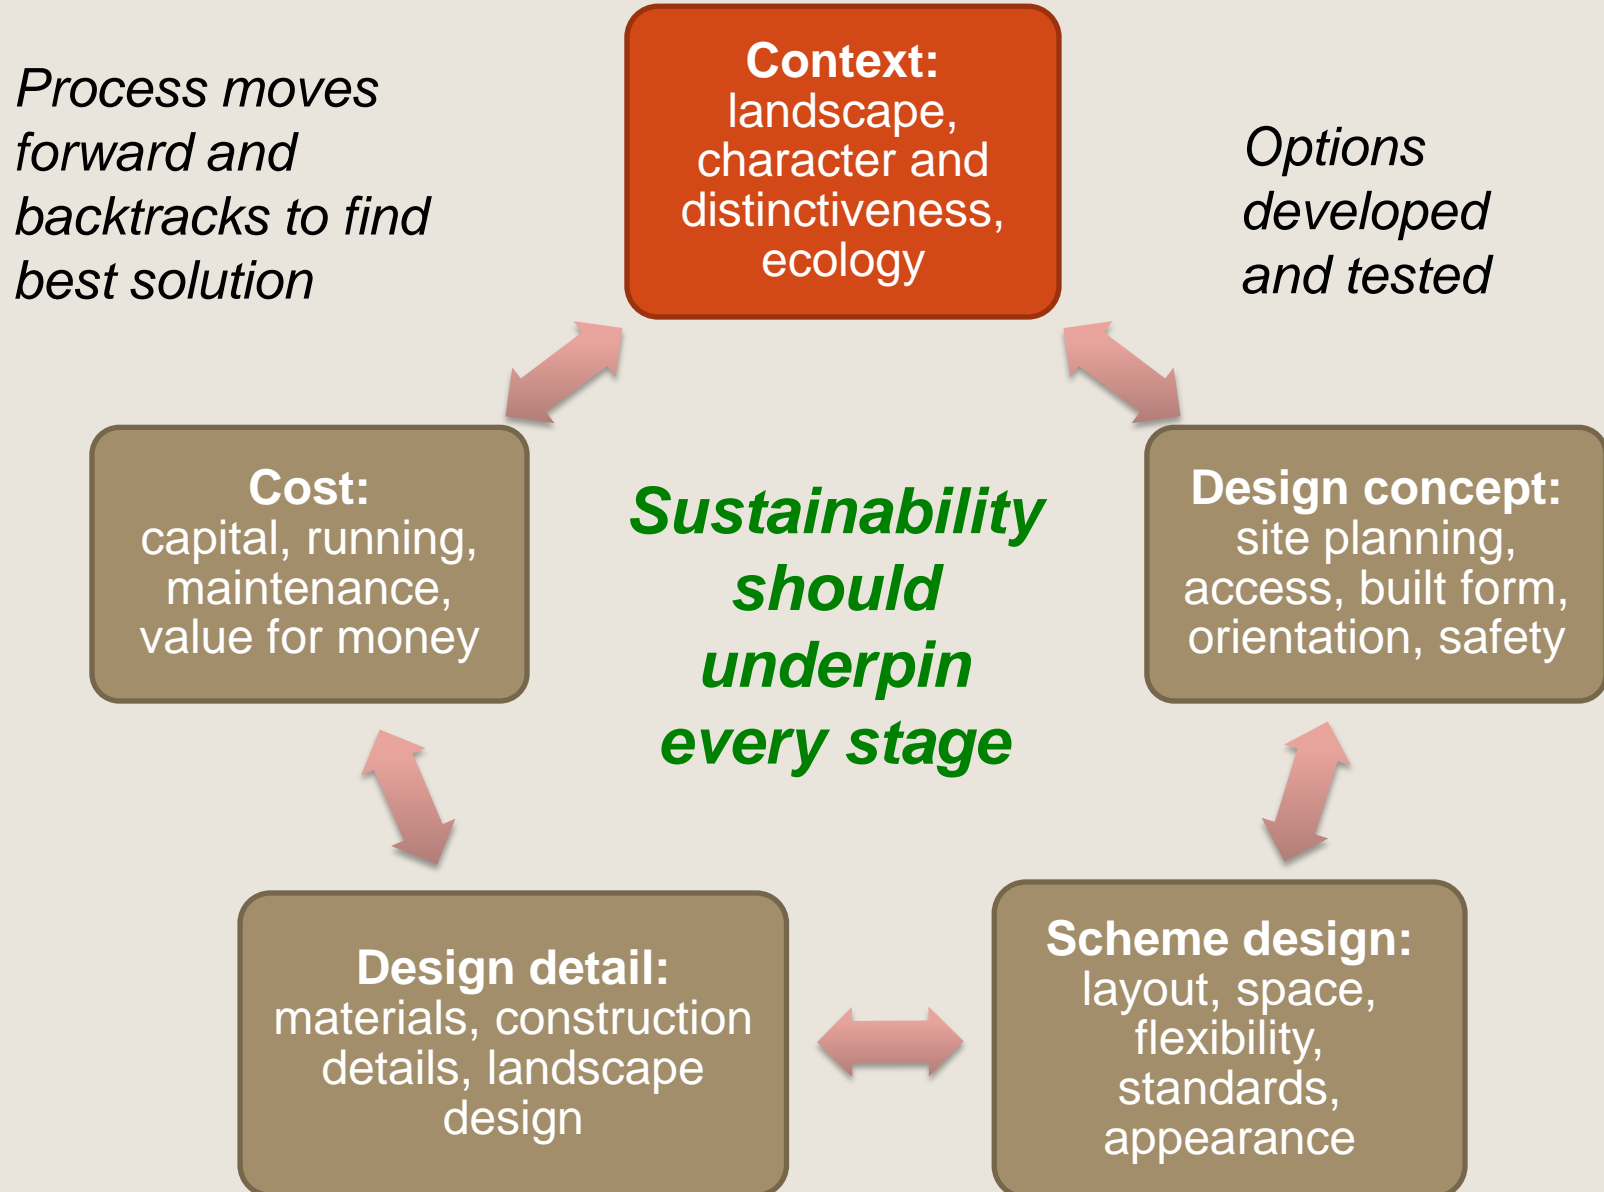 Process moves
forward and
backtracks to find
best solution
Context:
landscape,
character and
distinctiveness,
ecology
Options
developed
and tested
Cost:
capital, running,
maintenance,
value for money
Sustainability
should
underpin
every stage
Design concept:
site planning,
access, built form,
orientation, safety
Design detail:
materials, construction
details, landscape
design
Scheme design:
layout, space,
flexibility,
standards,
appearance